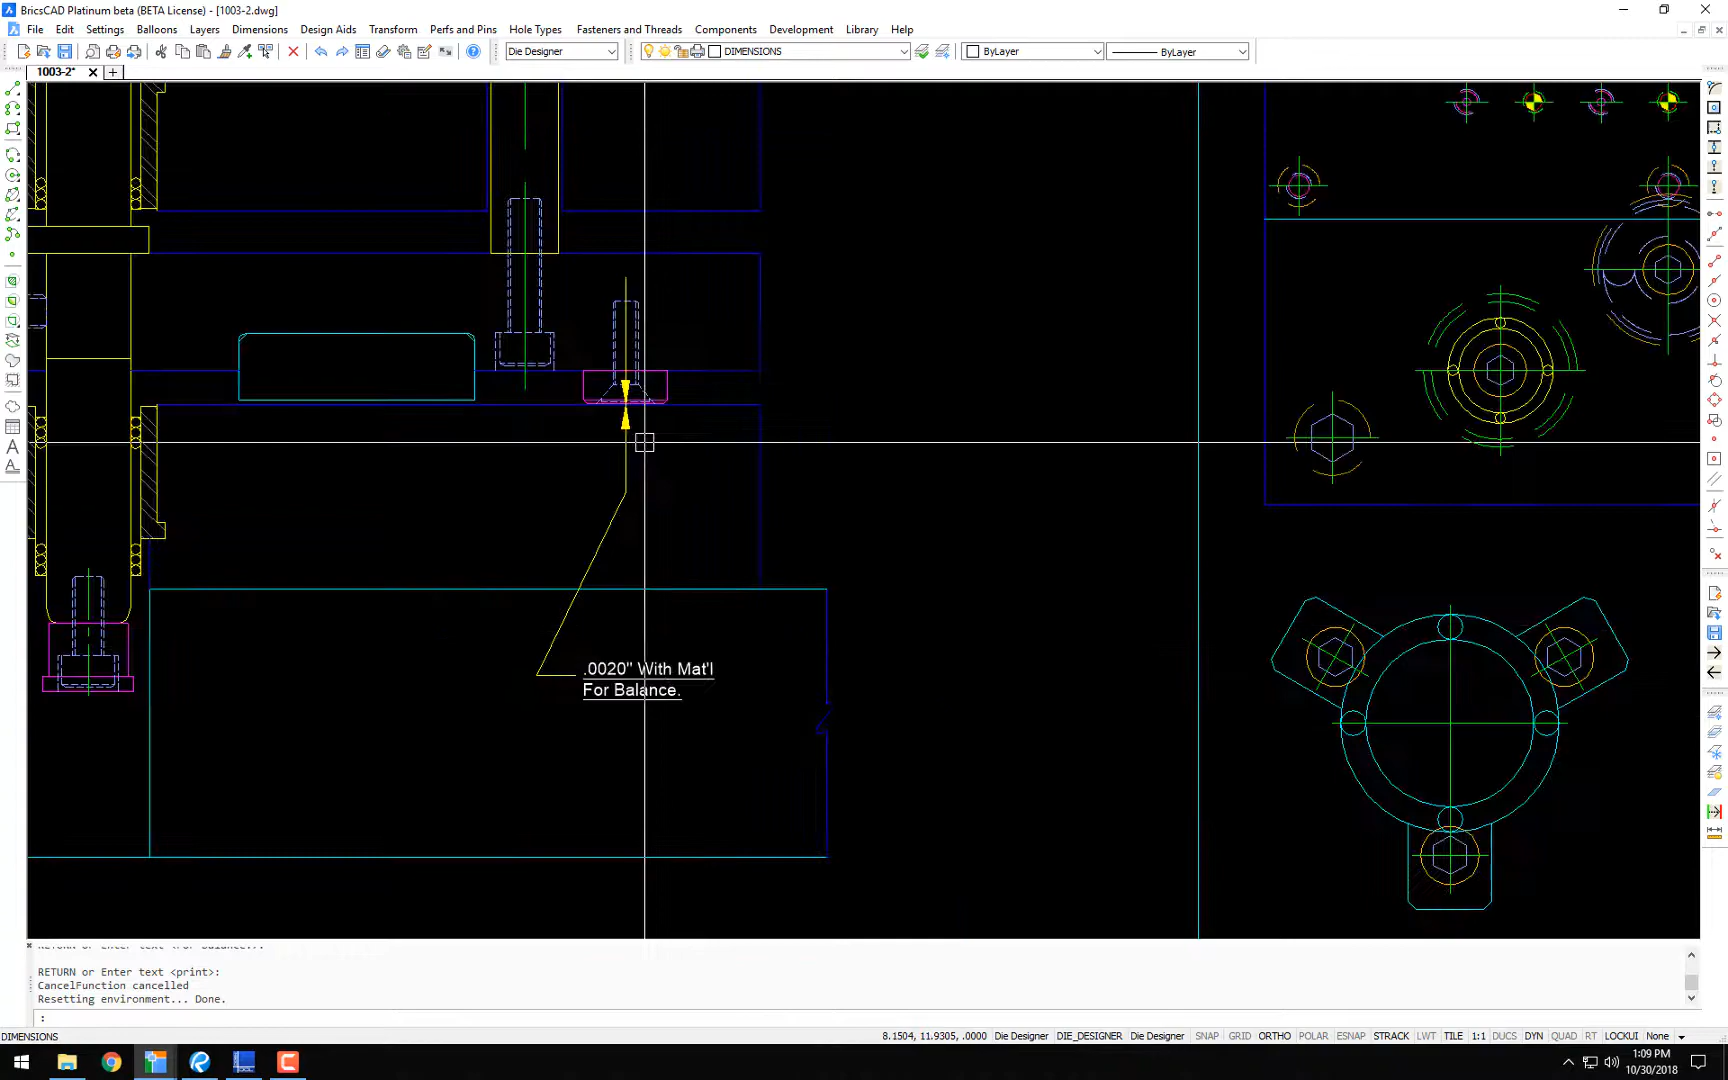 BricsCAD Platinum beta (BETA License) - [1003-2.dwg]
File Edit Settings Balloons Layers Dimensions Design Aids Transform Perfs and Pins Hole Types Fasteners and Threads Components Development Library Help
Die Designer DIMENSIONS ByLayer ByLayer
1003-2*
A
A
.0020" With Mat'l
For Balance.
RETURN or Enter text <print>:
CancelFunction cancelled
Resetting environment... Done.
:
DIMENSIONS 8.1504, 11.9305, .0000 Die Designer DIE_DESIGNER Die Designer SNAP GRID ORTHO POLAR ESNAP STRACK LWT TILE 1:1 DUCS DYN QUAD RT LOCKUI None
1:09 PM
10/30/2018